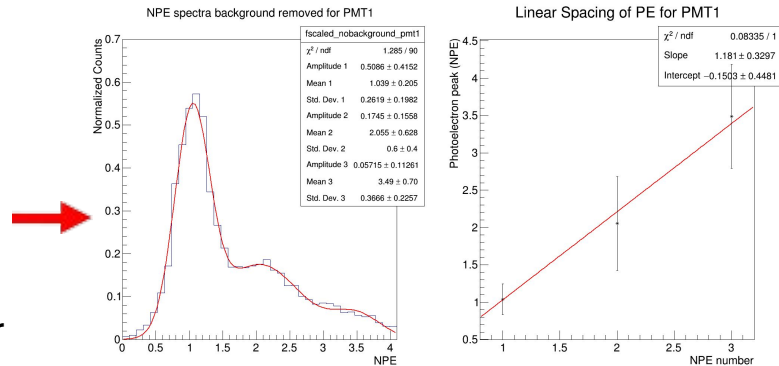 NPE spectra background removed for PMT1
fscaled_nobackground_pmt1
χ² / ndf 1.285 / 90
Amplitude 1 0.5086 ± 0.4152
Mean 1 1.039 ± 0.205
Std. Dev. 1 0.2619 ± 0.1982
Amplitude 2 0.1745 ± 0.1558
Mean 2 2.055 ± 0.628
Std. Dev. 2 0.6 ± 0.4
Amplitude 3 0.05715 ± 0.11261
Mean 3 3.49 ± 0.70
Std. Dev. 3 0.3666 ± 0.2257
Normalized Counts
0.7
0.6
0.5
0.4
0.3
0.2
0.1
0
0 0.5 1 1.5 2 2.5 3 3.5 4
NPE
Linear Spacing of PE for PMT1
χ² / ndf 0.08335 / 1
Slope 1.181 ± 0.3297
Intercept −0.1503 ± 0.4481
Photoelectron peak (NPE)
4.5
4
3.5
3
2.5
2
1.5
1
0.5
1 2 3
NPE number